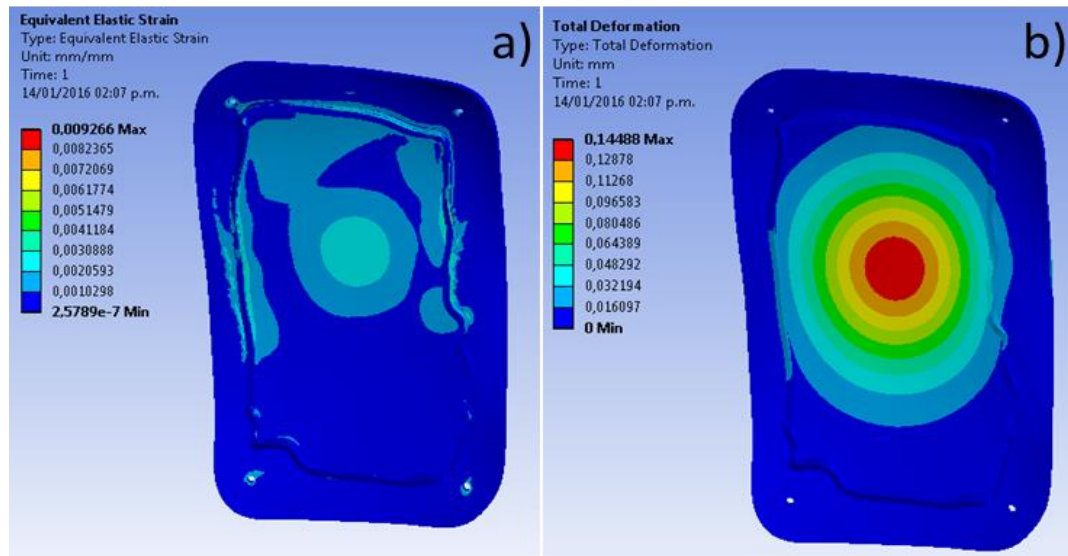 Equivalent Elastic Strain
Type: Equivalent Elastic Strain
Unit: mm/mm
Time: 1
14/01/2016 02:07 p.m.
a)
0,009266 Max
0,0082365
0,0072069
0,0061774
0,0051479
0,0041184
0,0030888
0,0020593
0,0010298
2,5789e-7 Min
Total Deformation
Type: Total Deformation
Unit: mm
Time: 1
14/01/2016 02:07 p.m.
b)
0,14488 Max
0,12878
0,11268
0,096583
0,080486
0,064389
0,048292
0,032194
0,016097
0 Min